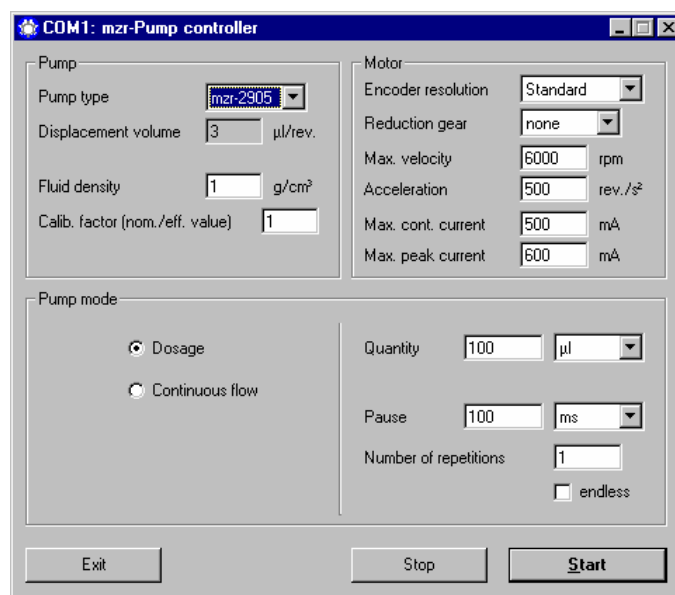 COM1: mzr-Pump controller
Pump
Pump type mzr-2905
Displacement volume 3 µl/rev.
Fluid density 1 g/cm³
Calib. factor (nom./eff. value) 1
Motor
Encoder resolution Standard
Reduction gear none
Max. velocity 6000 rpm
Acceleration 500 rev./s²
Max. cont. current 500 mA
Max. peak current 600 mA
Pump mode
Dosage
Continuous flow
Quantity 100 µl
Pause 100 ms
Number of repetitions 1
endless
Exit Stop Start